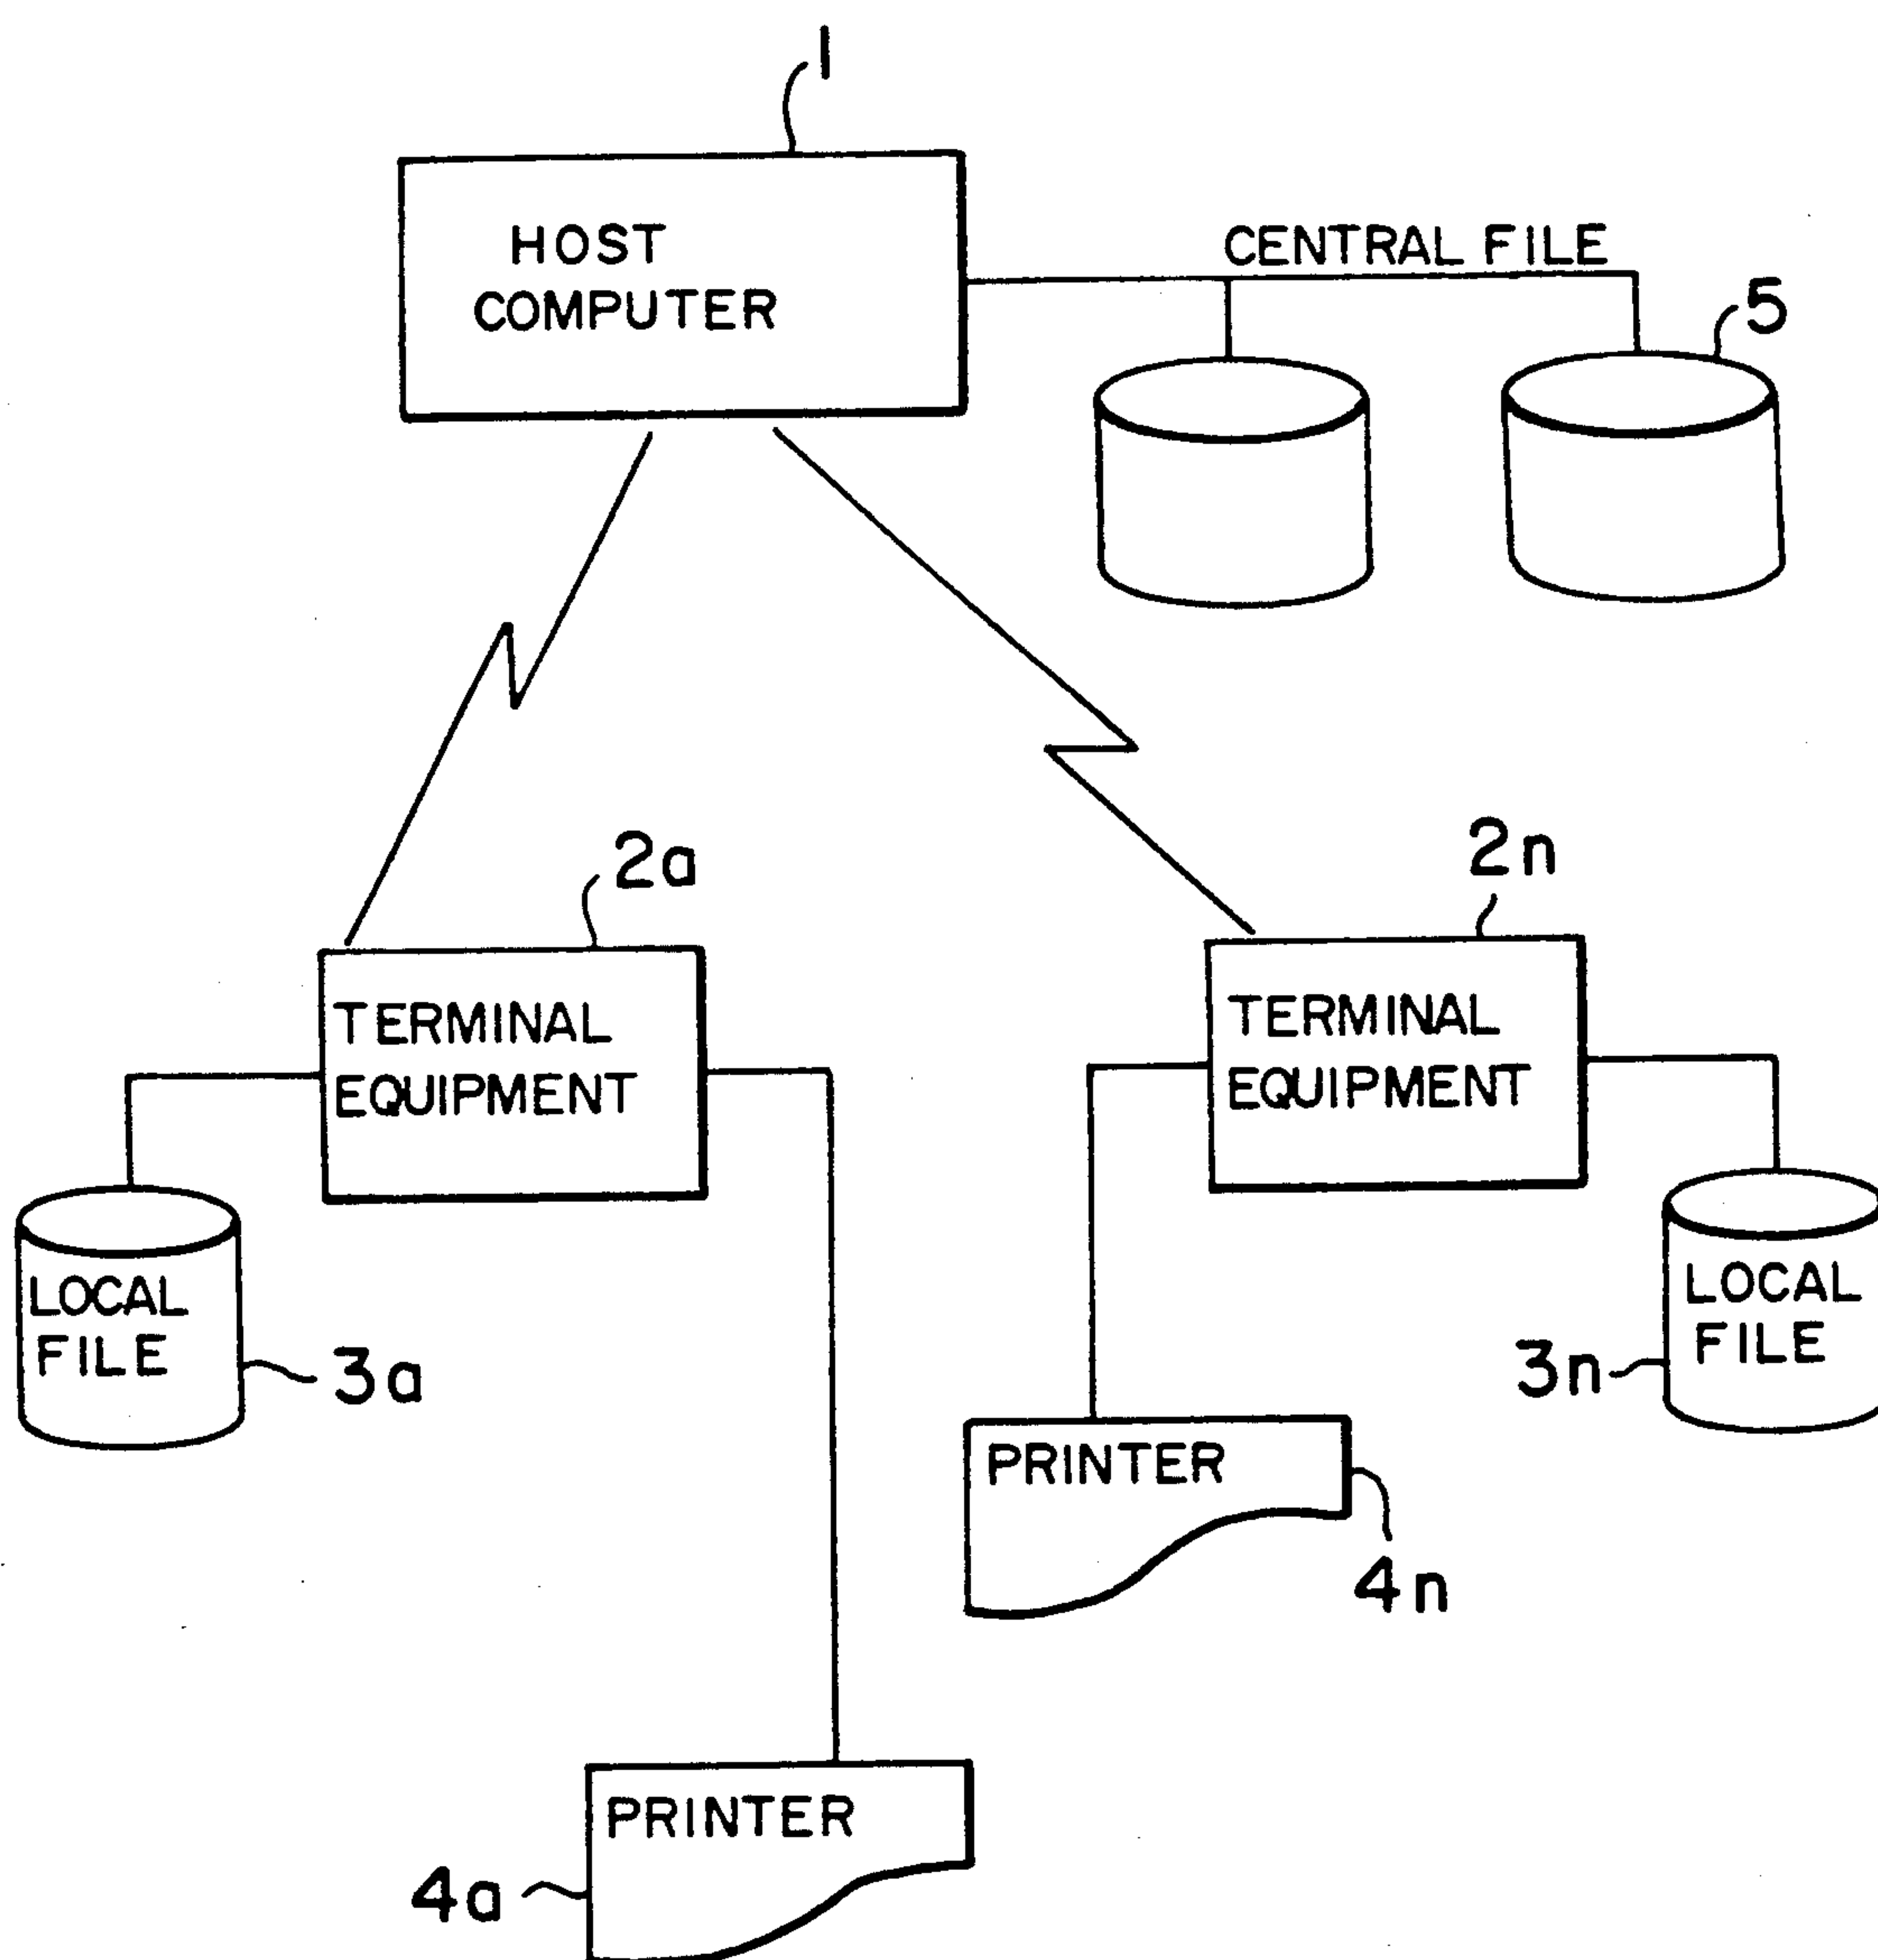 1
HOST
COMPUTER
CENTRAL FILE
5
2a
2n
TERMINAL
EQUIPMENT
TERMINAL
EQUIPMENT
LOCAL
FILE
3a
LOCAL
FILE
3n
PRINTER
4n
PRINTER
4a